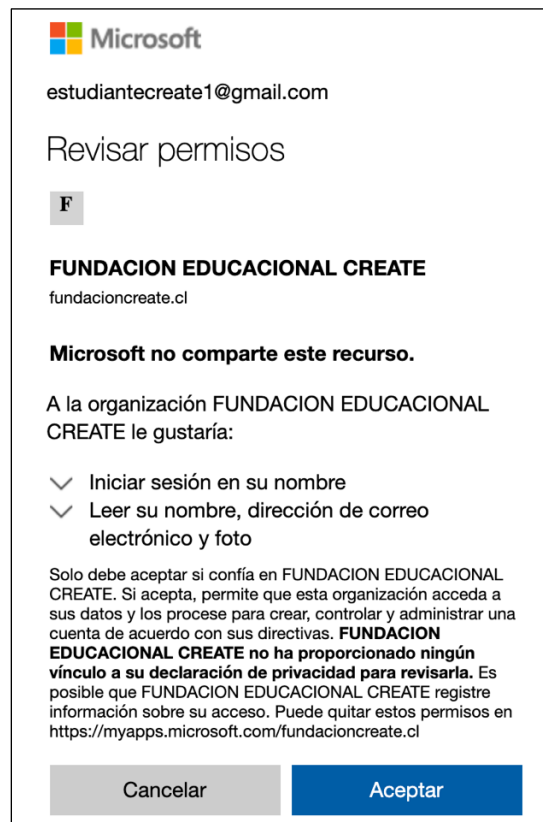 Microsoft
estudiantecreate1@gmail.com
Revisar permisos
F
FUNDACION EDUCACIONAL CREATE
fundacioncreate.cl
Microsoft no comparte este recurso.
A la organización FUNDACION EDUCACIONAL
CREATE le gustaría:
Iniciar sesión en su nombre
Leer su nombre, dirección de correo
electrónico y foto
Solo debe aceptar si confía en FUNDACION EDUCACIONAL
CREATE. Si acepta, permite que esta organización acceda a
sus datos y los procese para crear, controlar y administrar una
cuenta de acuerdo con sus directivas. FUNDACION
EDUCACIONAL CREATE no ha proporcionado ningún
vínculo a su declaración de privacidad para revisarla. Es
posible que FUNDACION EDUCACIONAL CREATE registre
información sobre su acceso. Puede quitar estos permisos en
https://myapps.microsoft.com/fundacioncreate.cl
Cancelar
Aceptar